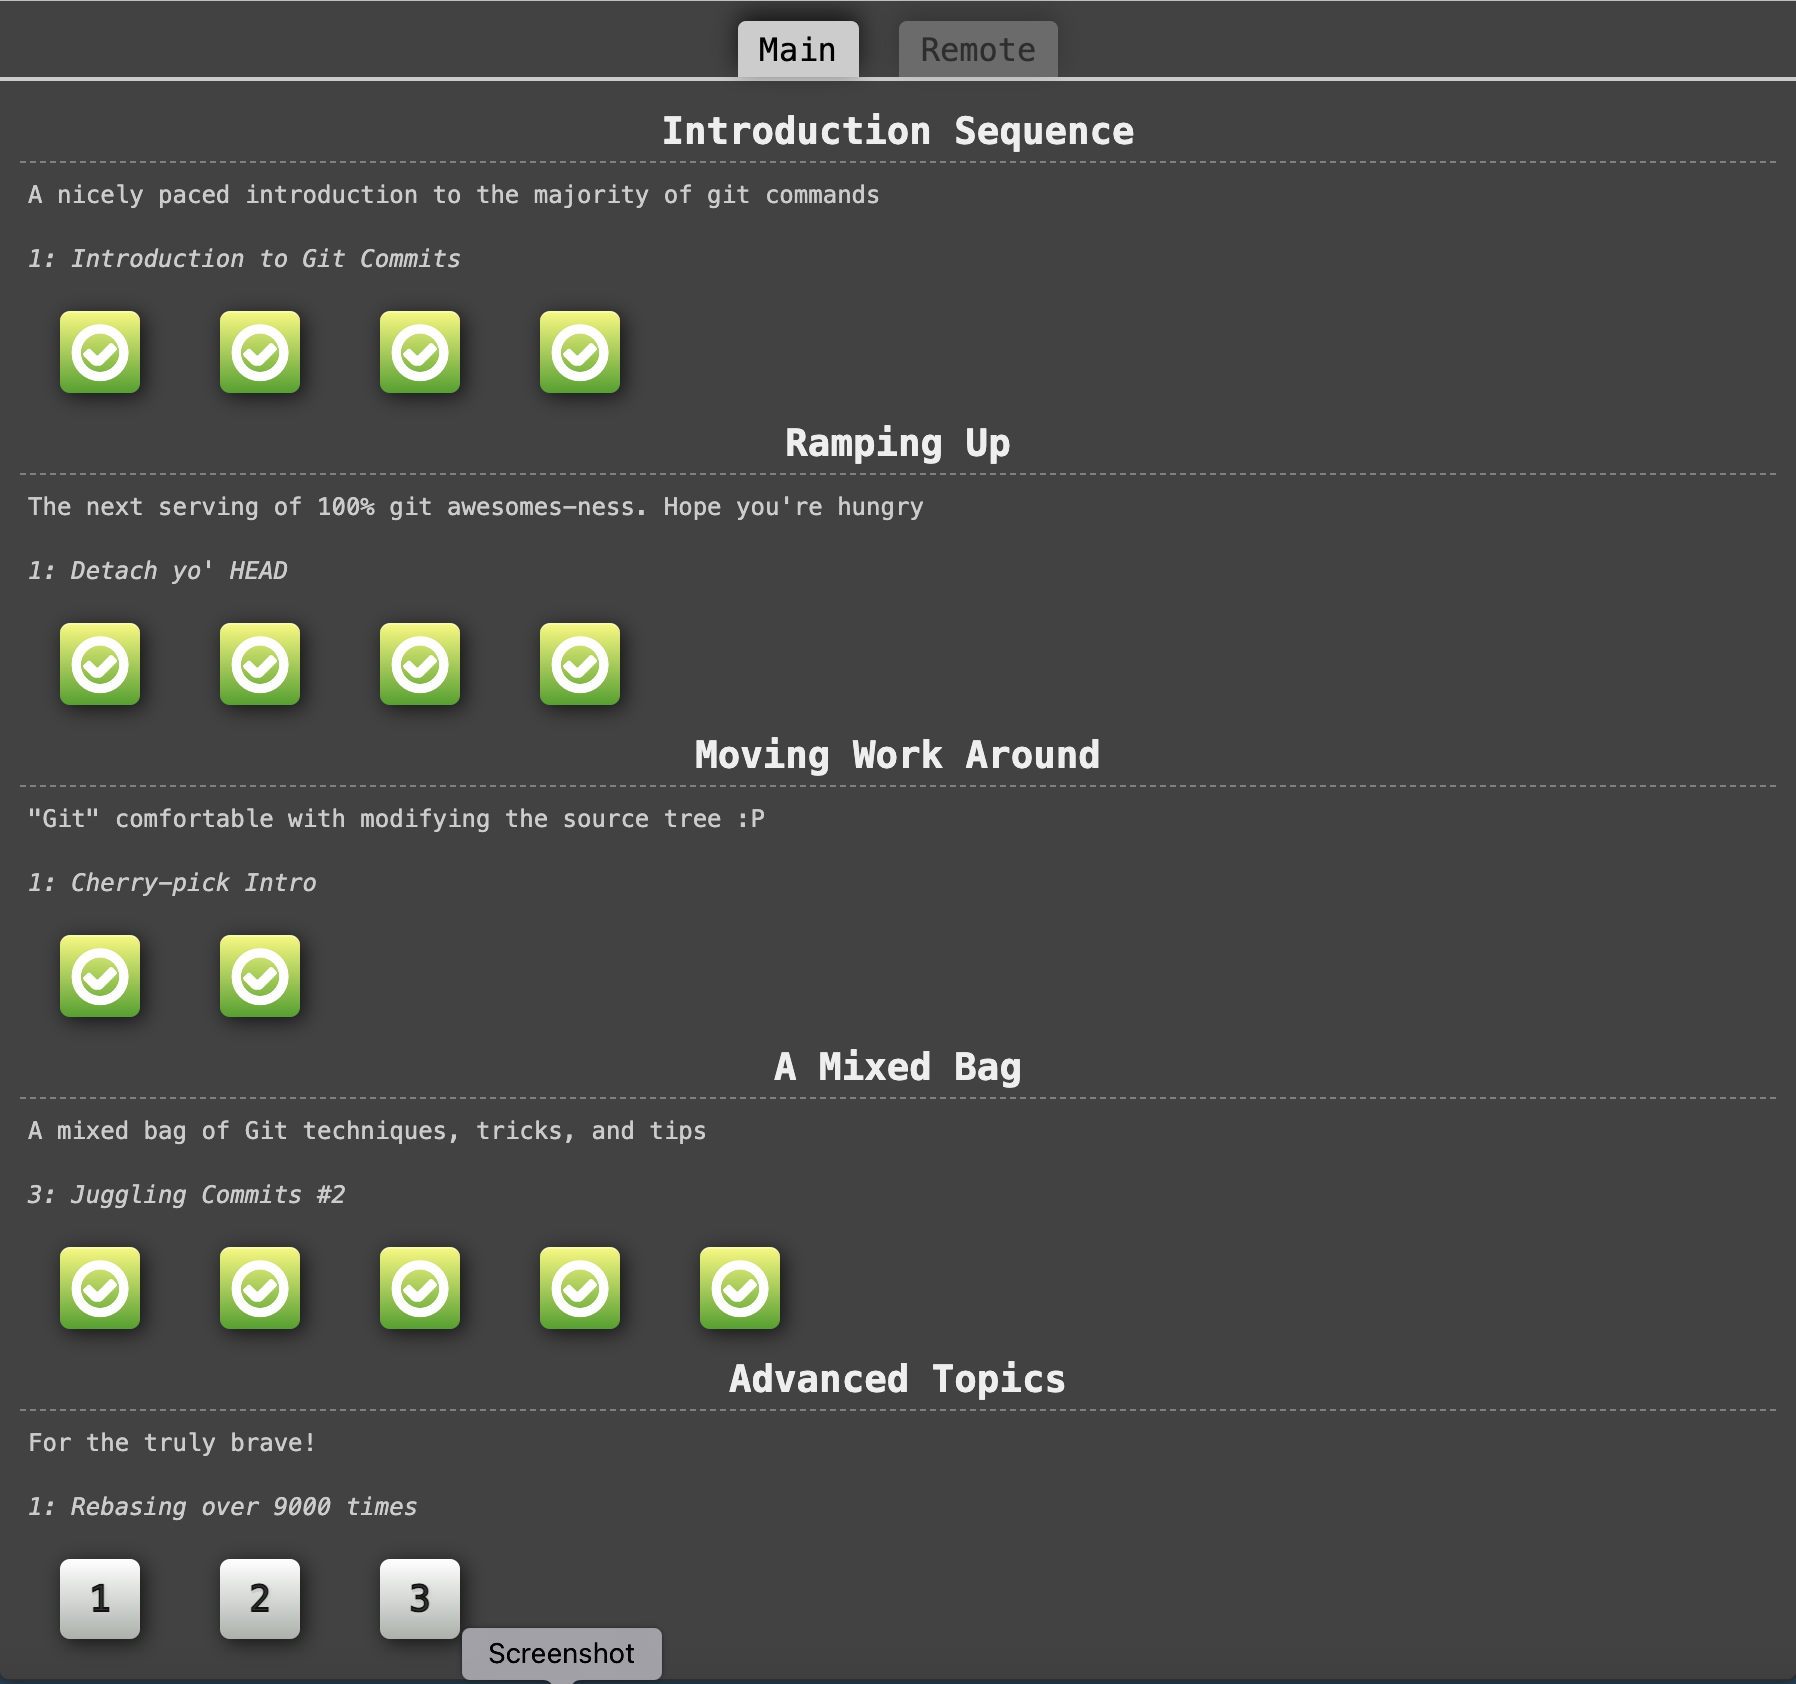 Main Remote
Introduction Sequence
A nicely paced introduction to the majority of git commands
1: Introduction to Git Commits
Ramping Up
The next serving of 100% git awesomes-ness. Hope you're hungry
1: Detach yo' HEAD
Moving Work Around
"Git" comfortable with modifying the source tree :P
1: Cherry-pick Intro
A Mixed Bag
A mixed bag of Git techniques, tricks, and tips
3: Juggling Commits #2
Advanced Topics
For the truly brave!
1: Rebasing over 9000 times
1 2 3
Screenshot